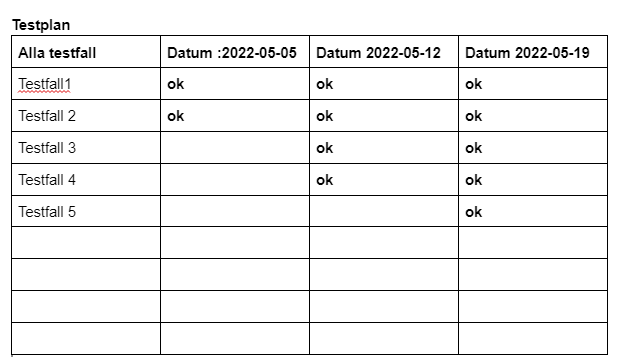 Testplan
Alla testfall Datum :2022-05-05 Datum 2022-05-12 Datum 2022-05-19
Testfall1 ok ok ok
Testfall 2 ok ok ok
Testfall 3 ok ok
Testfall 4 ok ok
Testfall 5 ok